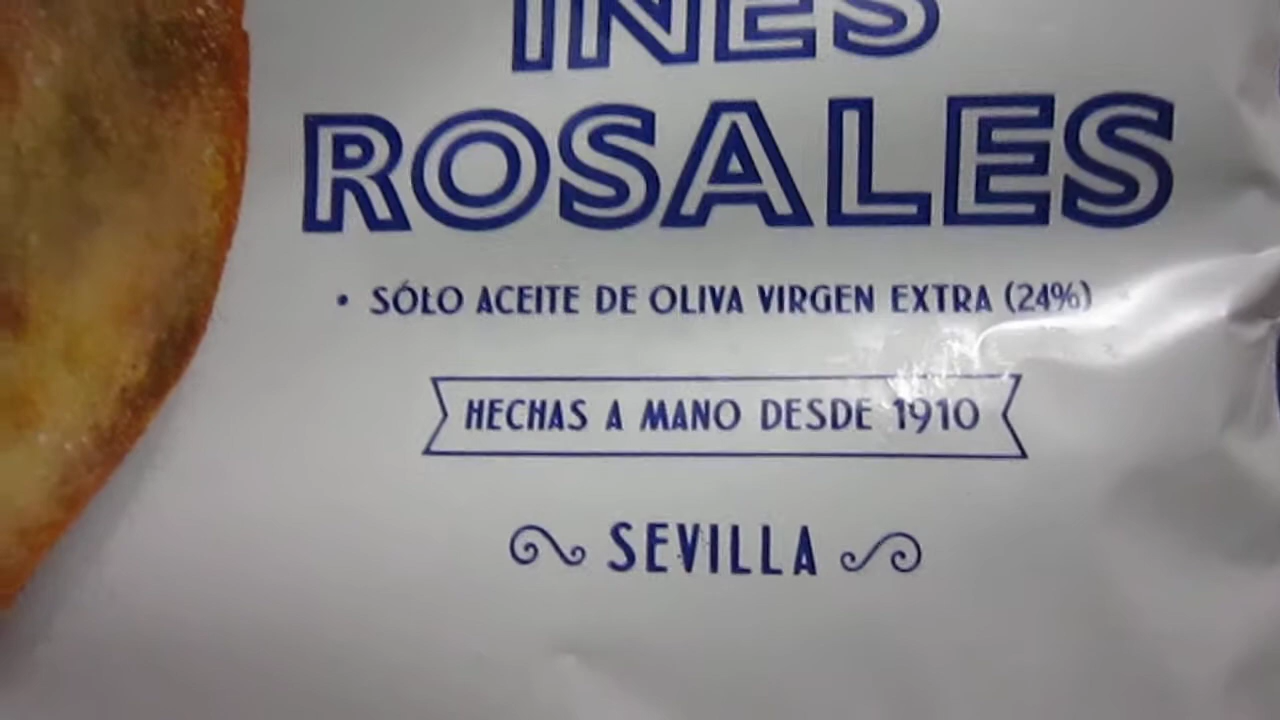 INES
ROSALES
• SÓLO ACEITE DE OLIVA VIRGEN EXTRA (24%)
HECHAS A MANO DESDE 1910
SEVILLA